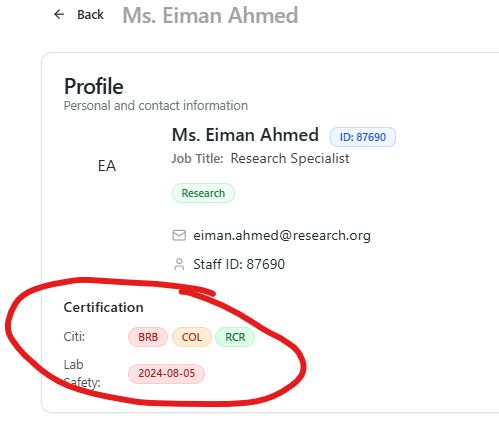 Back Ms. Eiman Ahmed
Profile
Personal and contact information
EA
Ms. Eiman Ahmed ID: 87690
Job Title: Research Specialist
Research
eiman.ahmed@research.org
Staff ID: 87690
Certification
Citi: BRB COL RCR
Lab
Safety: 2024-08-05